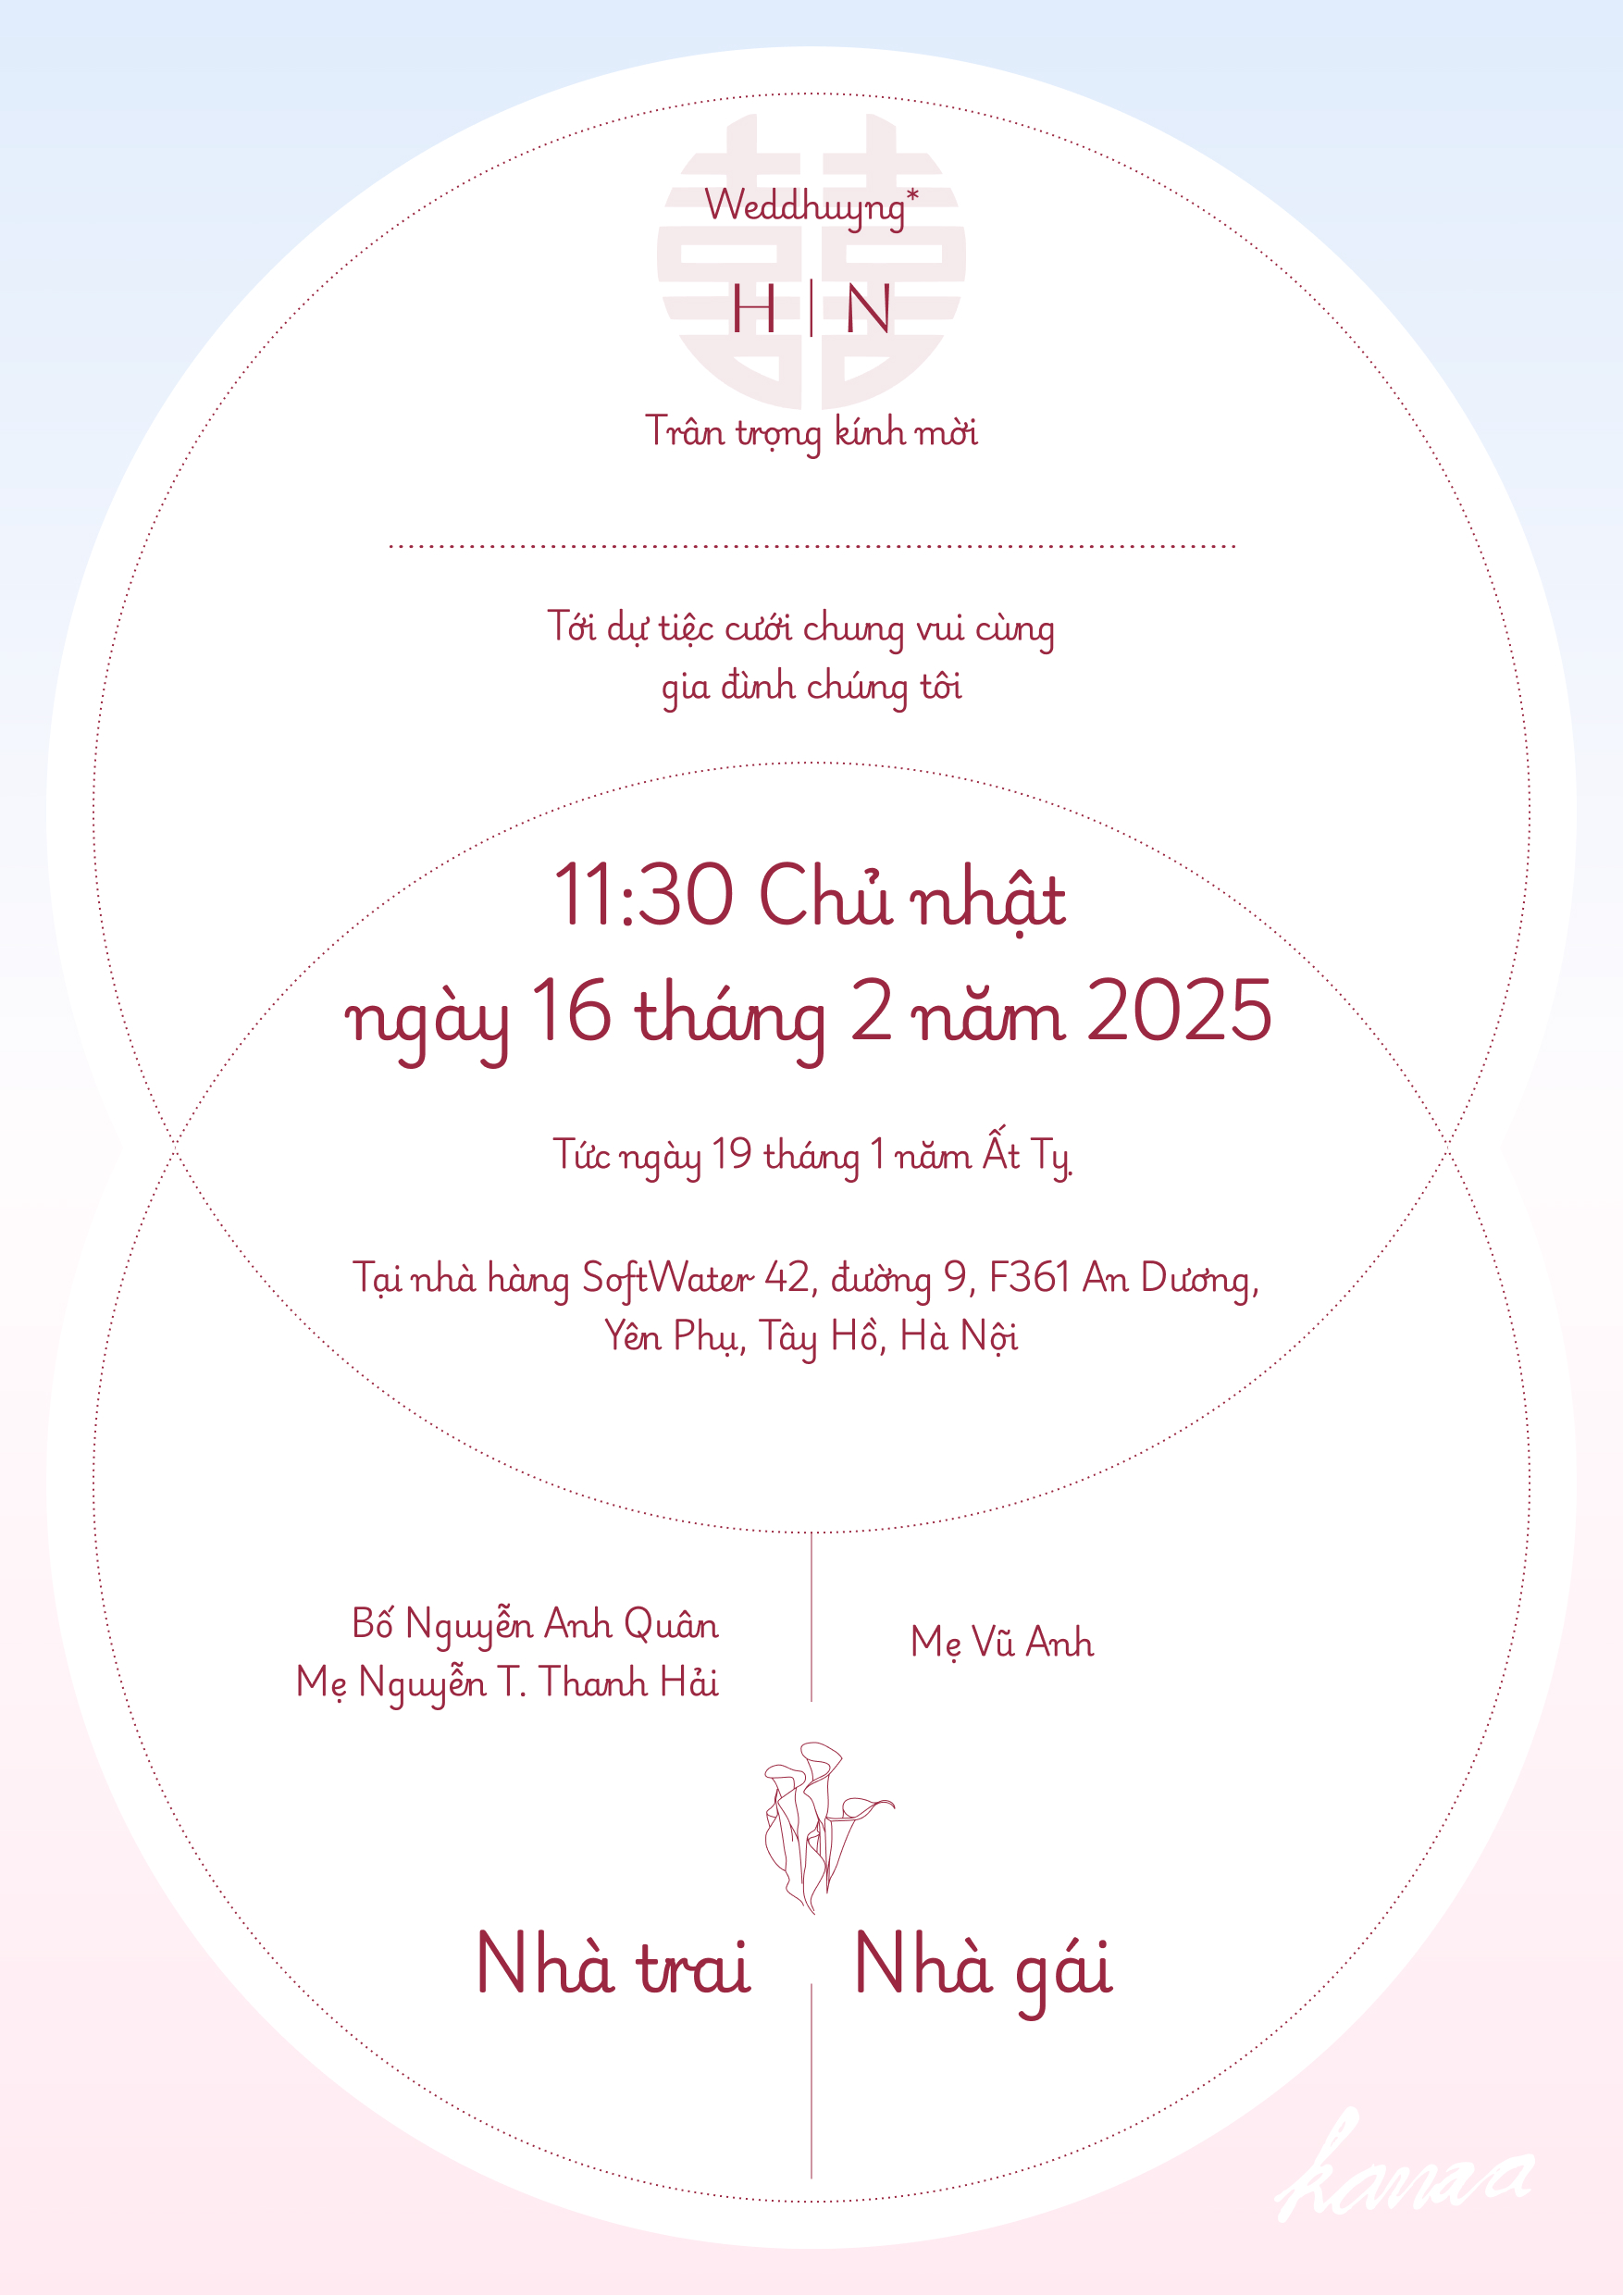 Weddhuyng*
H | N
Trân trọng kính mời
Tới dự tiệc cưới chung vui cùng
gia đình chúng tôi
11:30 Chủ nhật
ngày 16 tháng 2 năm 2025
Tức ngày 19 tháng 1 năm Ất Tỵ
Tại nhà hàng SoftWater 42, đường 9, F361 An Dương,
Yên Phụ, Tây Hồ, Hà Nội
Bố Nguyễn Anh Quân
Mẹ Nguyễn T. Thanh Hải
Mẹ Vũ Anh
Nhà trai
Nhà gái